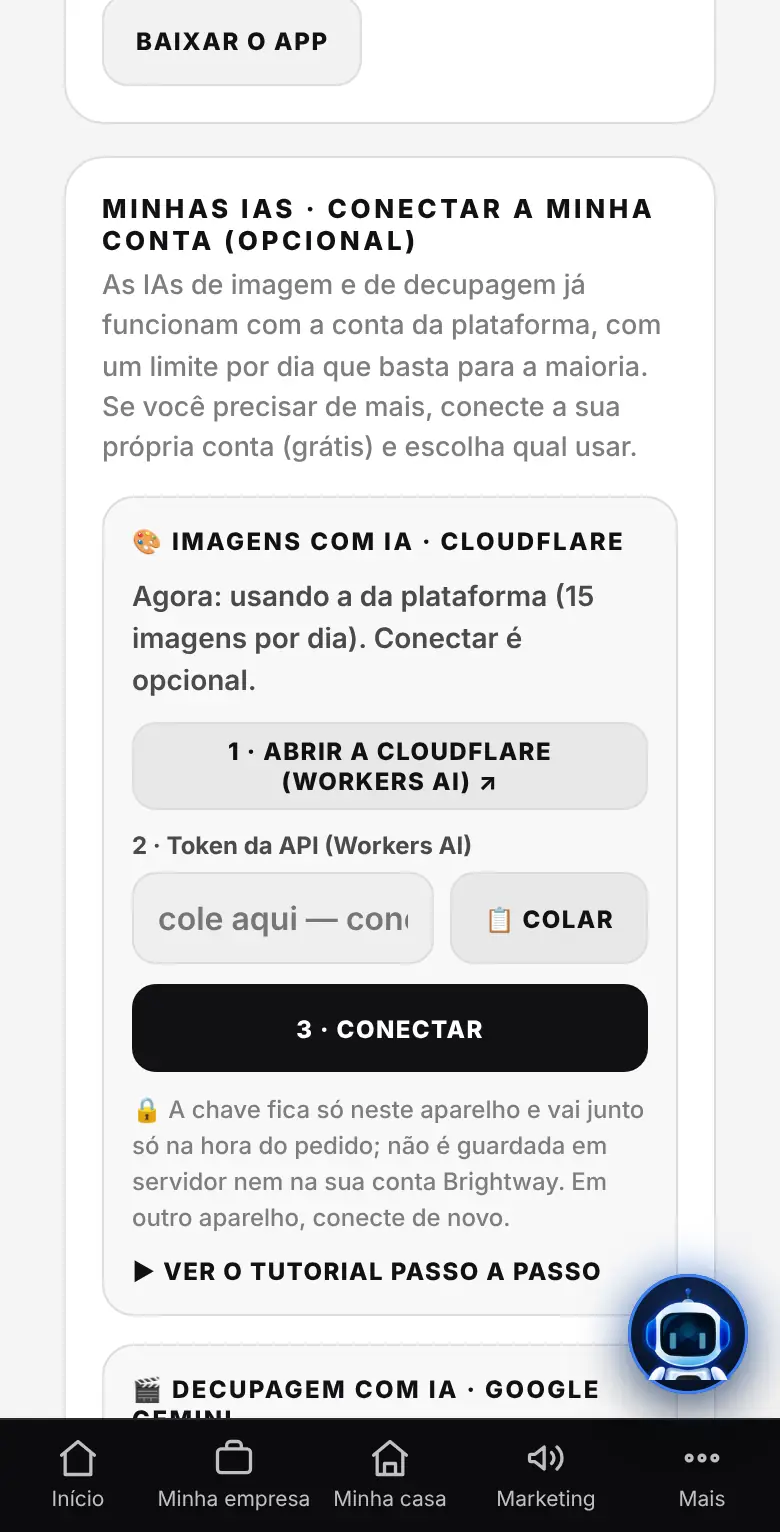 BAIXAR O APP
MINHAS IAS · CONECTAR A MINHA
CONTA (OPCIONAL)
As IAs de imagem e de decupagem já
funcionam com a conta da plataforma, com
um limite por dia que basta para a maioria.
Se você precisar de mais, conecte a sua
própria conta (grátis) e escolha qual usar.
🎨 IMAGENS COM IA · CLOUDFLARE
Agora: usando a da plataforma (15
imagens por dia). Conectar é
opcional.
1 · ABRIR A CLOUDFLARE
(WORKERS AI) ↗
2 · Token da API (Workers AI)
cole aqui — con
📋 COLAR
3 · CONECTAR
🔒 A chave fica só neste aparelho e vai junto
só na hora do pedido; não é guardada em
servidor nem na sua conta Brightway. Em
outro aparelho, conecte de novo.
▶ VER O TUTORIAL PASSO A PASSO
🎬 DECUPAGEM COM IA · GOOGLE
GEMINI
Início
Minha empresa
Minha casa
Marketing
Mais